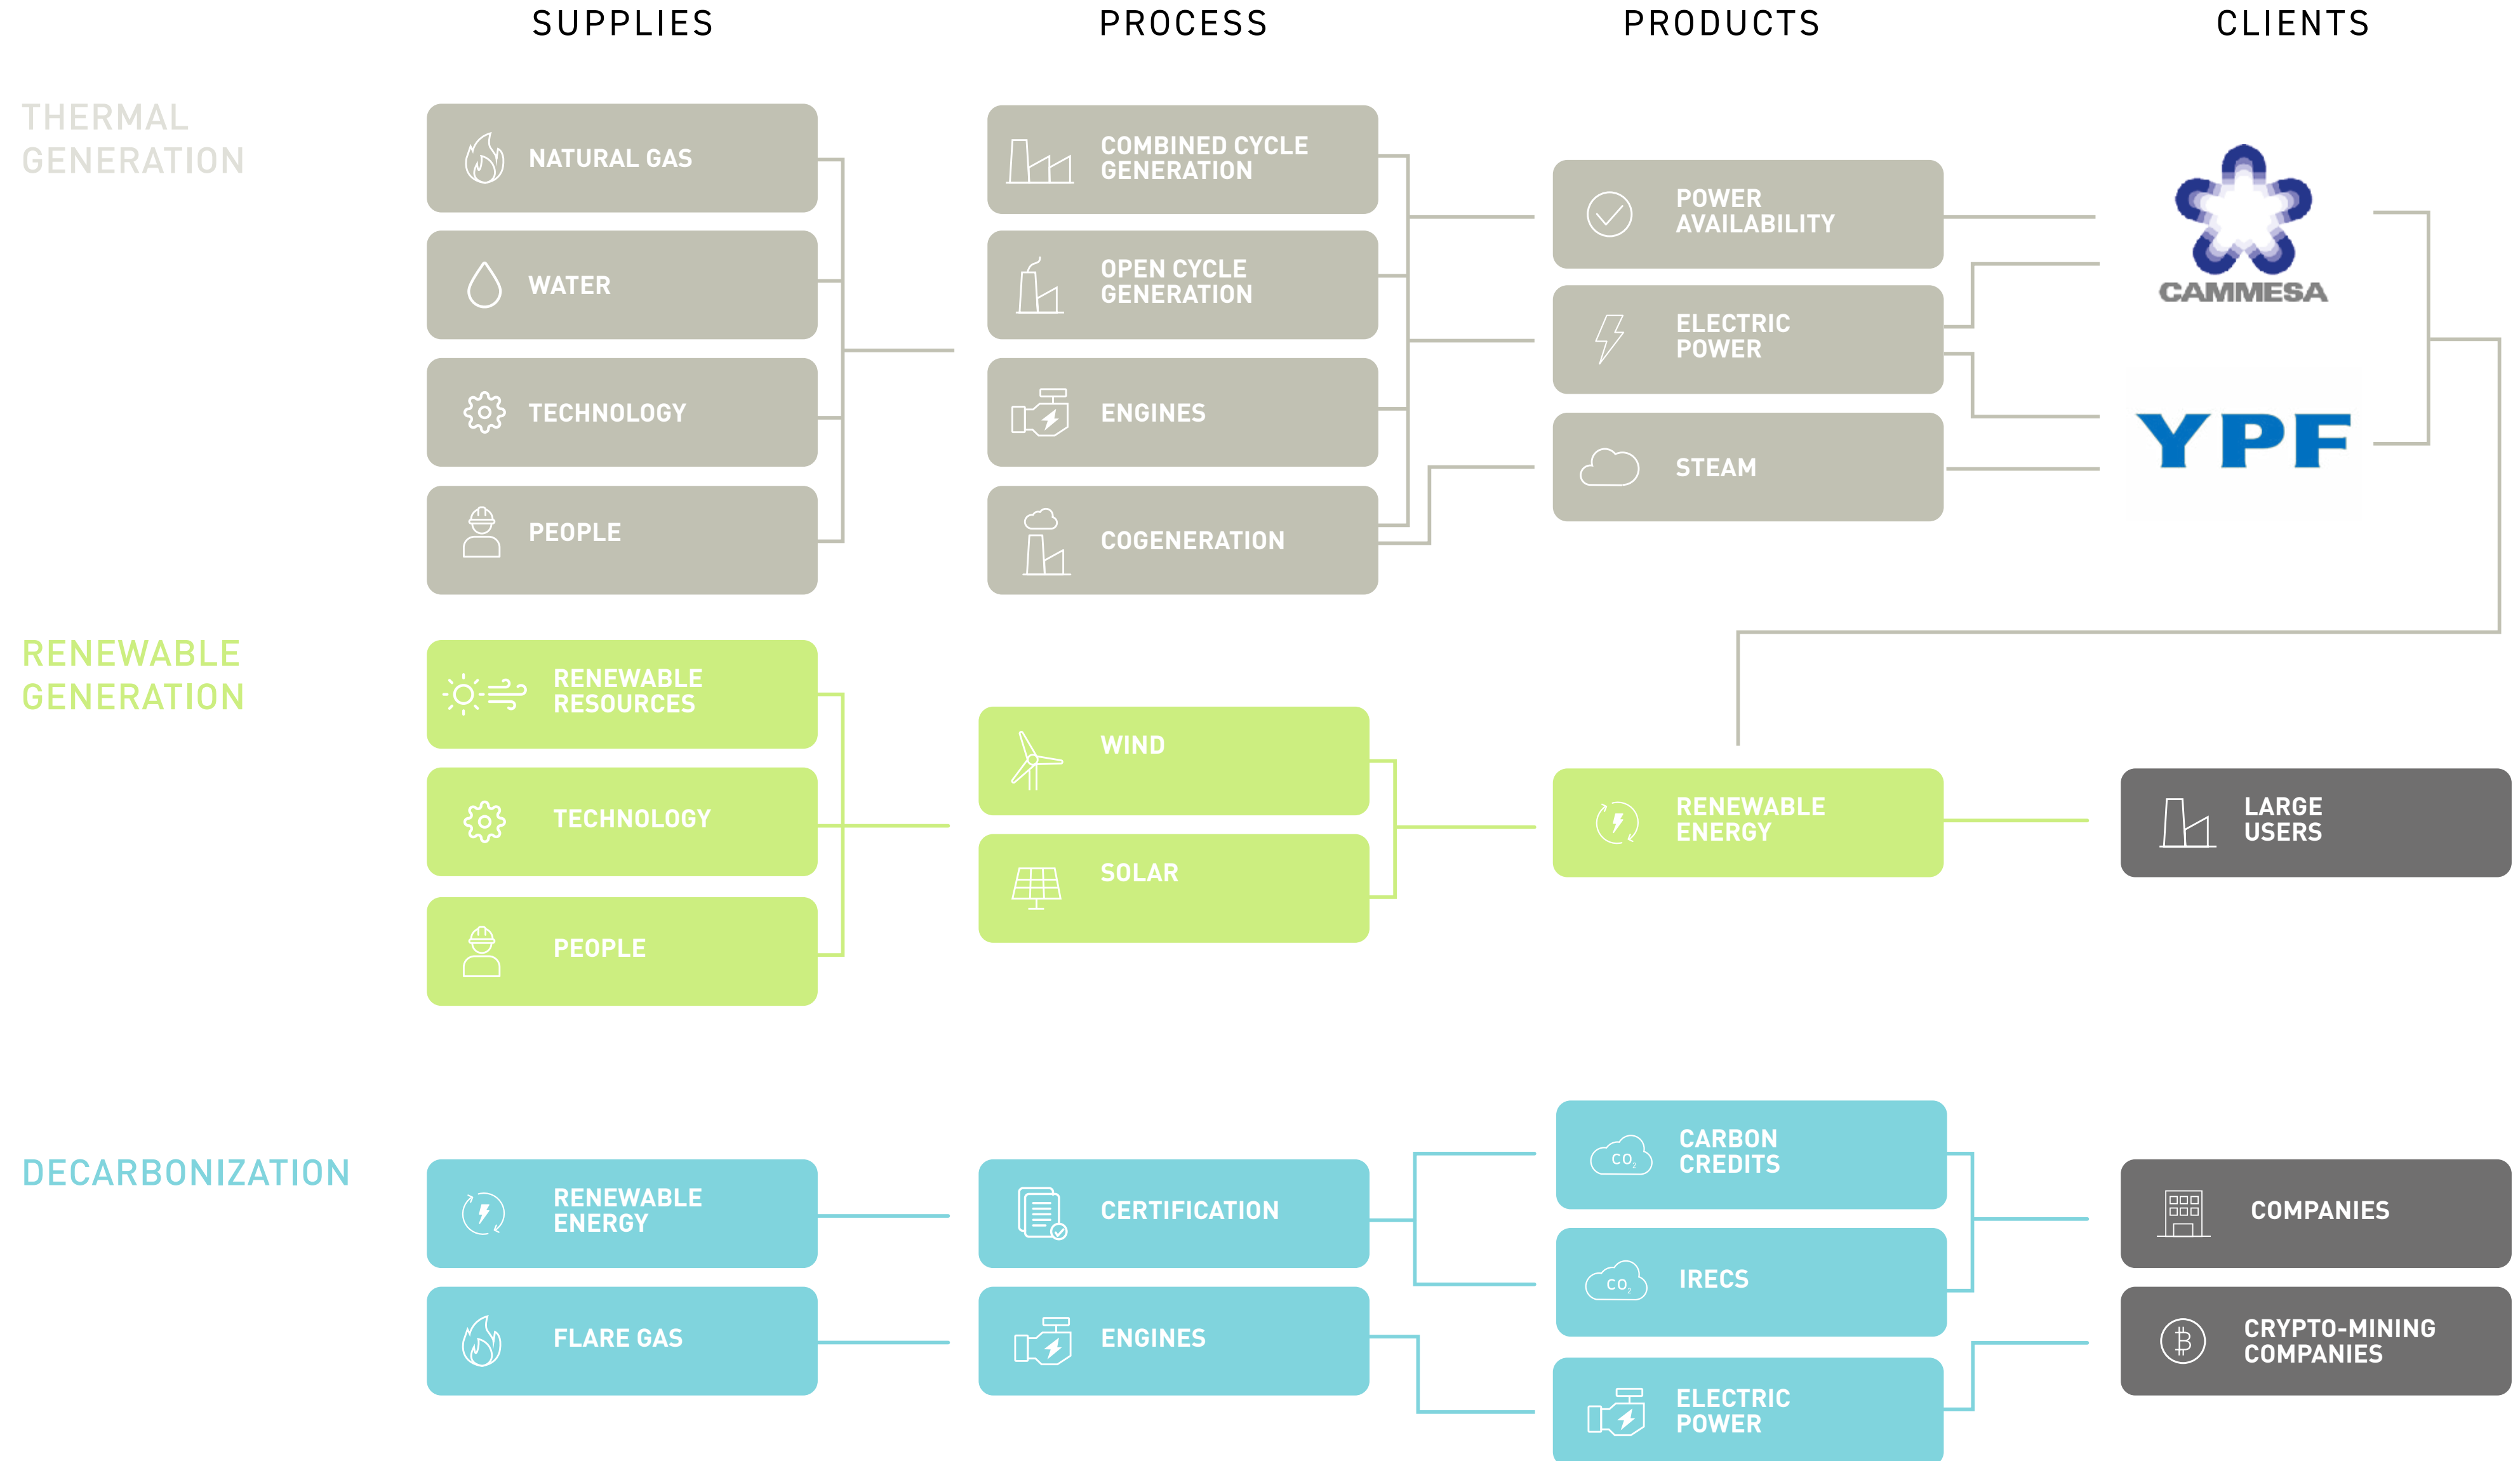 SUPPLIES
PROCESS
PRODUCTS
CLIENTS
THERMAL
GENERATION
NATURAL GAS
WATER
TECHNOLOGY
PEOPLE
COMBINED CYCLE
GENERATION
OPEN CYCLE
GENERATION
ENGINES
COGENERATION
POWER
AVAILABILITY
ELECTRIC
POWER
STEAM
CAMMESA
YPF
RENEWABLE
GENERATION
RENEWABLE
RESOURCES
TECHNOLOGY
PEOPLE
WIND
SOLAR
RENEWABLE
ENERGY
LARGE
USERS
DECARBONIZATION
RENEWABLE
ENERGY
FLARE GAS
CERTIFICATION
ENGINES
CO₂
CARBON
CREDITS
CO₂
IRECS
ELECTRIC
POWER
COMPANIES
CRYPTO-MINING
COMPANIES